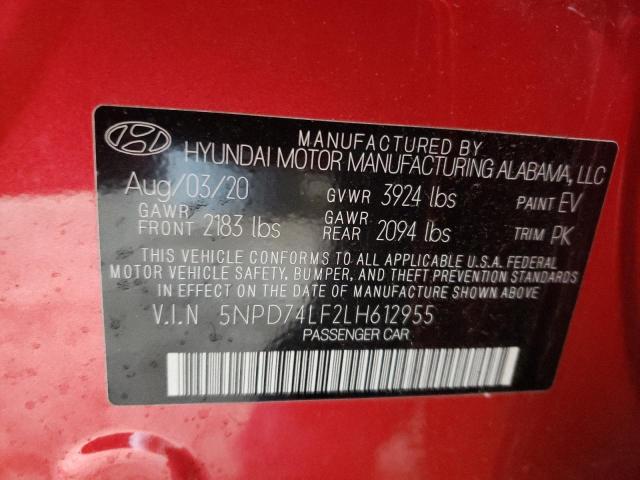 MANUFACTURED BY
HYUNDAI MOTOR MANUFACTURING ALABAMA, LLC
Aug/03/20 GVWR 3924 lbs PAINT EV
GAWR FRONT 2183 lbs GAWR REAR 2094 lbs TRIM PK
THIS VEHICLE CONFORMS TO ALL APPLICABLE U.S.A. FEDERAL
MOTOR VEHICLE SAFETY, BUMPER, AND THEFT PREVENTION STANDARDS
IN EFFECT ON THE DATE OF MANUFACTURE SHOWN ABOVE.
V.I.N 5NPD74LF2LH612955
PASSENGER CAR